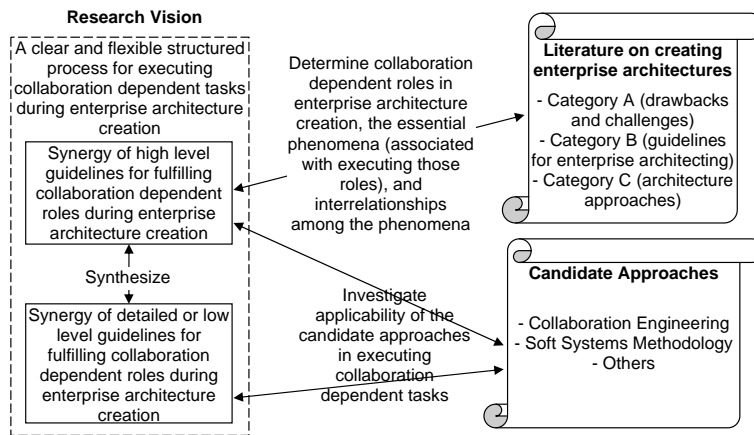 Research Vision
A clear and flexible structured
process for executing
collaboration dependent tasks
during enterprise architecture
creation
Synergy of high level
guidelines for fulfilling
collaboration dependent
roles during enterprise
architecture creation
Synthesize
Synergy of detailed or low
level guidelines for
fulfilling collaboration
dependent roles during
enterprise architecture
creation
Determine collaboration
dependent roles in
enterprise architecture
creation, the essential
phenomena (associated
with executing those
roles), and
interrelationships
among the phenomena
Investigate
applicability of the
candidate approaches
in executing
collaboration
dependent tasks
Literature on creating
enterprise architectures
- Category A (drawbacks
and challenges)
- Category B (guidelines
for enterprise architecting)
- Category C (architecture
approaches)
Candidate Approaches
- Collaboration Engineering
- Soft Systems Methodology
- Others